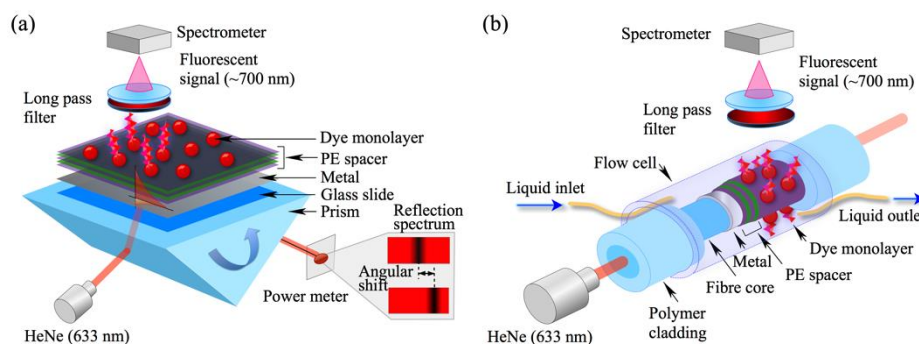 (a)
Spectrometer
Fluorescent
signal (~700 nm)
Long pass
filter
Dye monolayer
PE spacer
Metal
Glass slide
Prism
Reflection
spectrum
Angular
shift
Power meter
HeNe (633 nm)
(b)
Spectrometer
Fluorescent
signal (~700 nm)
Long pass
filter
Flow cell
Liquid inlet
Liquid outlet
Dye monolayer
Metal
PE spacer
Fibre core
Polymer
cladding
HeNe (633 nm)